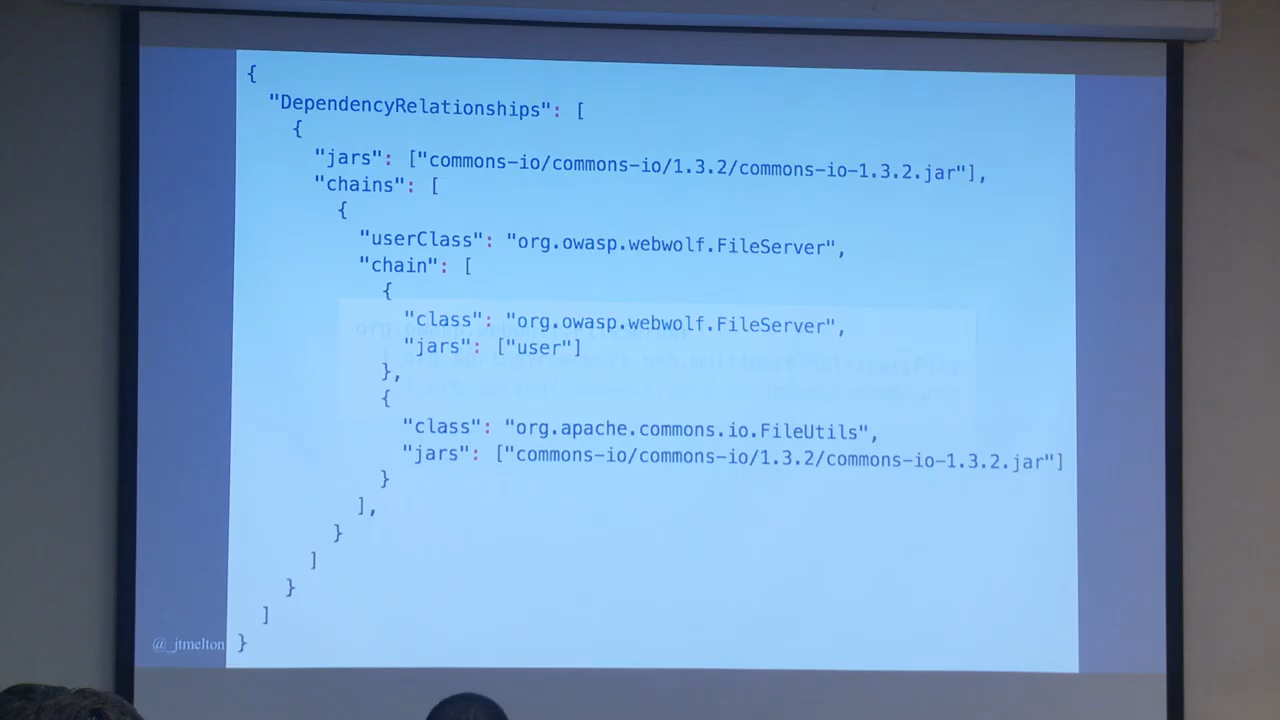 {
"DependencyRelationships": [
{
"jars": ["commons-io/commons-io/1.3.2/commons-io-1.3.2.jar"],
"chains": [
{
"userClass": "org.owasp.webwolf.FileServer",
"chain": [
{
"class": "org.owasp.webwolf.FileServer",
"jars": ["user"]
},
{
"class": "org.apache.commons.io.FileUtils",
"jars": ["commons-io/commons-io/1.3.2/commons-io-1.3.2.jar"]
}
],
}
]
}
]
}
@_jtmelton